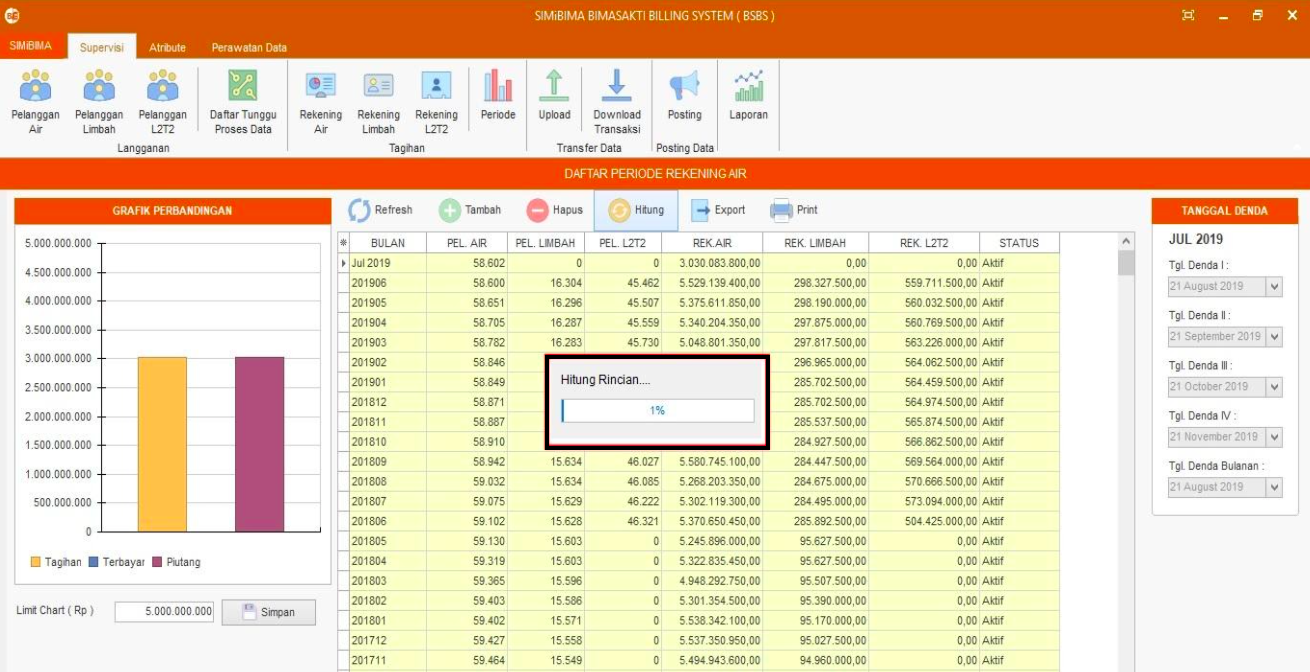 BE
SIMiBIMA BIMASAKTI BILLING SYSTEM ( BSBS )
SIMiBIMA Supervisi Atribute Perawatan Data
Pelanggan Air Pelanggan Limbah Pelanggan L2T2 Daftar Tunggu Proses Data Rekening Air Rekening Limbah Rekening L2T2 Periode Upload Download Transaksi Posting Laporan
Langganan Tagihan Transfer Data Posting Data
DAFTAR PERIODE REKENING AIR
GRAFIK PERBANDINGAN
5.000.000.000
4.500.000.000
4.000.000.000
3.500.000.000
3.000.000.000
2.500.000.000
2.000.000.000
1.500.000.000
1.000.000.000
500.000.000
0
Tagihan Terbayar Piutang
Limit Chart ( Rp ) 5.000.000.000 Simpan
Refresh Tambah Hapus Hitung Export Print
BULAN PEL. AIR PEL. LIMBAH PEL. L2T2 REK.AIR REK. LIMBAH REK. L2T2 STATUS
Jul 2019 58.602 0 0 3.030.083.800,00 0,00 0,00 Aktif
201906 58.600 16.304 45.462 5.529.139.400,00 298.327.500,00 559.711.500,00 Aktif
201905 58.651 16.296 45.507 5.375.611.850,00 298.190.000,00 560.032.500,00 Aktif
201904 58.705 16.287 45.559 5.340.204.350,00 297.875.000,00 560.769.500,00 Aktif
201903 58.782 16.283 45.730 5.048.801.350,00 297.817.500,00 563.226.000,00 Aktif
201902 58.846 296.965.000,00 564.062.500,00 Aktif
201901 58.849 285.702.500,00 564.459.500,00 Aktif
201812 58.871 285.702.500,00 564.974.500,00 Aktif
201811 58.887 285.537.500,00 565.874.500,00 Aktif
201810 58.910 284.927.500,00 566.862.500,00 Aktif
201809 58.942 15.634 46.027 5.580.745.100,00 284.447.500,00 569.564.000,00 Aktif
201808 59.032 15.634 46.085 5.268.203.350,00 284.675.000,00 570.666.500,00 Aktif
201807 59.075 15.629 46.222 5.302.119.300,00 284.495.000,00 573.094.000,00 Aktif
201806 59.102 15.628 46.321 5.370.650.450,00 285.892.500,00 504.425.000,00 Aktif
201805 59.130 15.603 0 5.245.896.000,00 95.627.500,00 0,00 Aktif
201804 59.319 15.603 0 5.322.835.450,00 95.627.500,00 0,00 Aktif
201803 59.365 15.596 0 4.948.292.750,00 95.507.500,00 0,00 Aktif
201802 59.403 15.586 0 5.301.354.500,00 95.390.000,00 0,00 Aktif
201801 59.402 15.571 0 5.538.342.100,00 95.170.000,00 0,00 Aktif
201712 59.427 15.558 0 5.537.350.950,00 95.027.500,00 0,00 Aktif
201711 59.464 15.549 0 5.494.943.600,00 94.960.000,00 0,00 Aktif
Hitung Rincian....
1%
TANGGAL DENDA
JUL 2019
Tgl. Denda I :
21 August 2019
Tgl. Denda II :
21 September 2019
Tgl. Denda III :
21 October 2019
Tgl. Denda IV :
21 November 2019
Tgl. Denda Bulanan :
21 August 2019